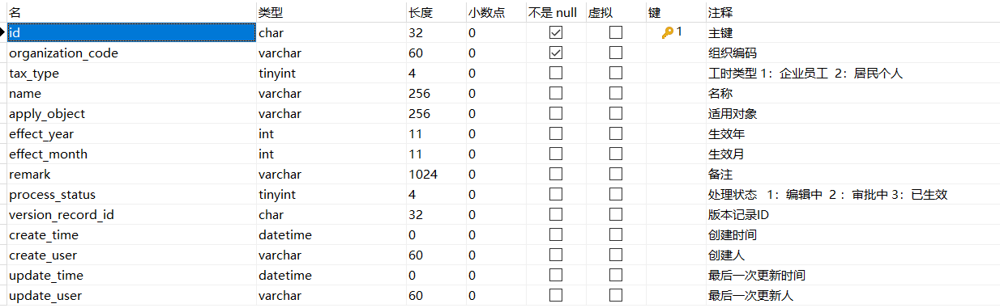 名 类型 长度 小数点 不是 null 虚拟 键 注释
id char 32 0 1 主键
organization_code varchar 60 0 组织编码
tax_type tinyint 4 0 工时类型 1：企业员工 2：居民个人
name varchar 256 0 名称
apply_object varchar 256 0 适用对象
effect_year int 11 0 生效年
effect_month int 11 0 生效月
remark varchar 1024 0 备注
process_status tinyint 4 0 处理状态 1：编辑中 2 ：审批中 3：已生效
version_record_id char 32 0 版本记录ID
create_time datetime 0 0 创建时间
create_user varchar 60 0 创建人
update_time datetime 0 0 最后一次更新时间
update_user varchar 60 0 最后一次更新人